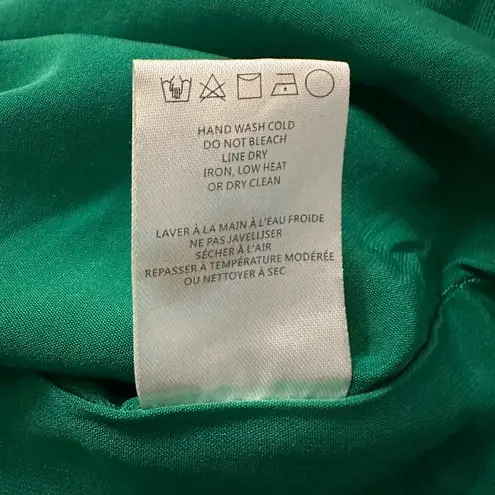 HAND WASH COLD
DO NOT BLEACH
LINE DRY
IRON, LOW HEAT
OR DRY CLEAN
LAVER À LA MAIN À L'EAU FROIDE
NE PAS JAVELLISER
SÉCHER À L'AIR
REPASSER À TEMPÉRATURE MODÉRÉE
OU NETTOYER À SEC